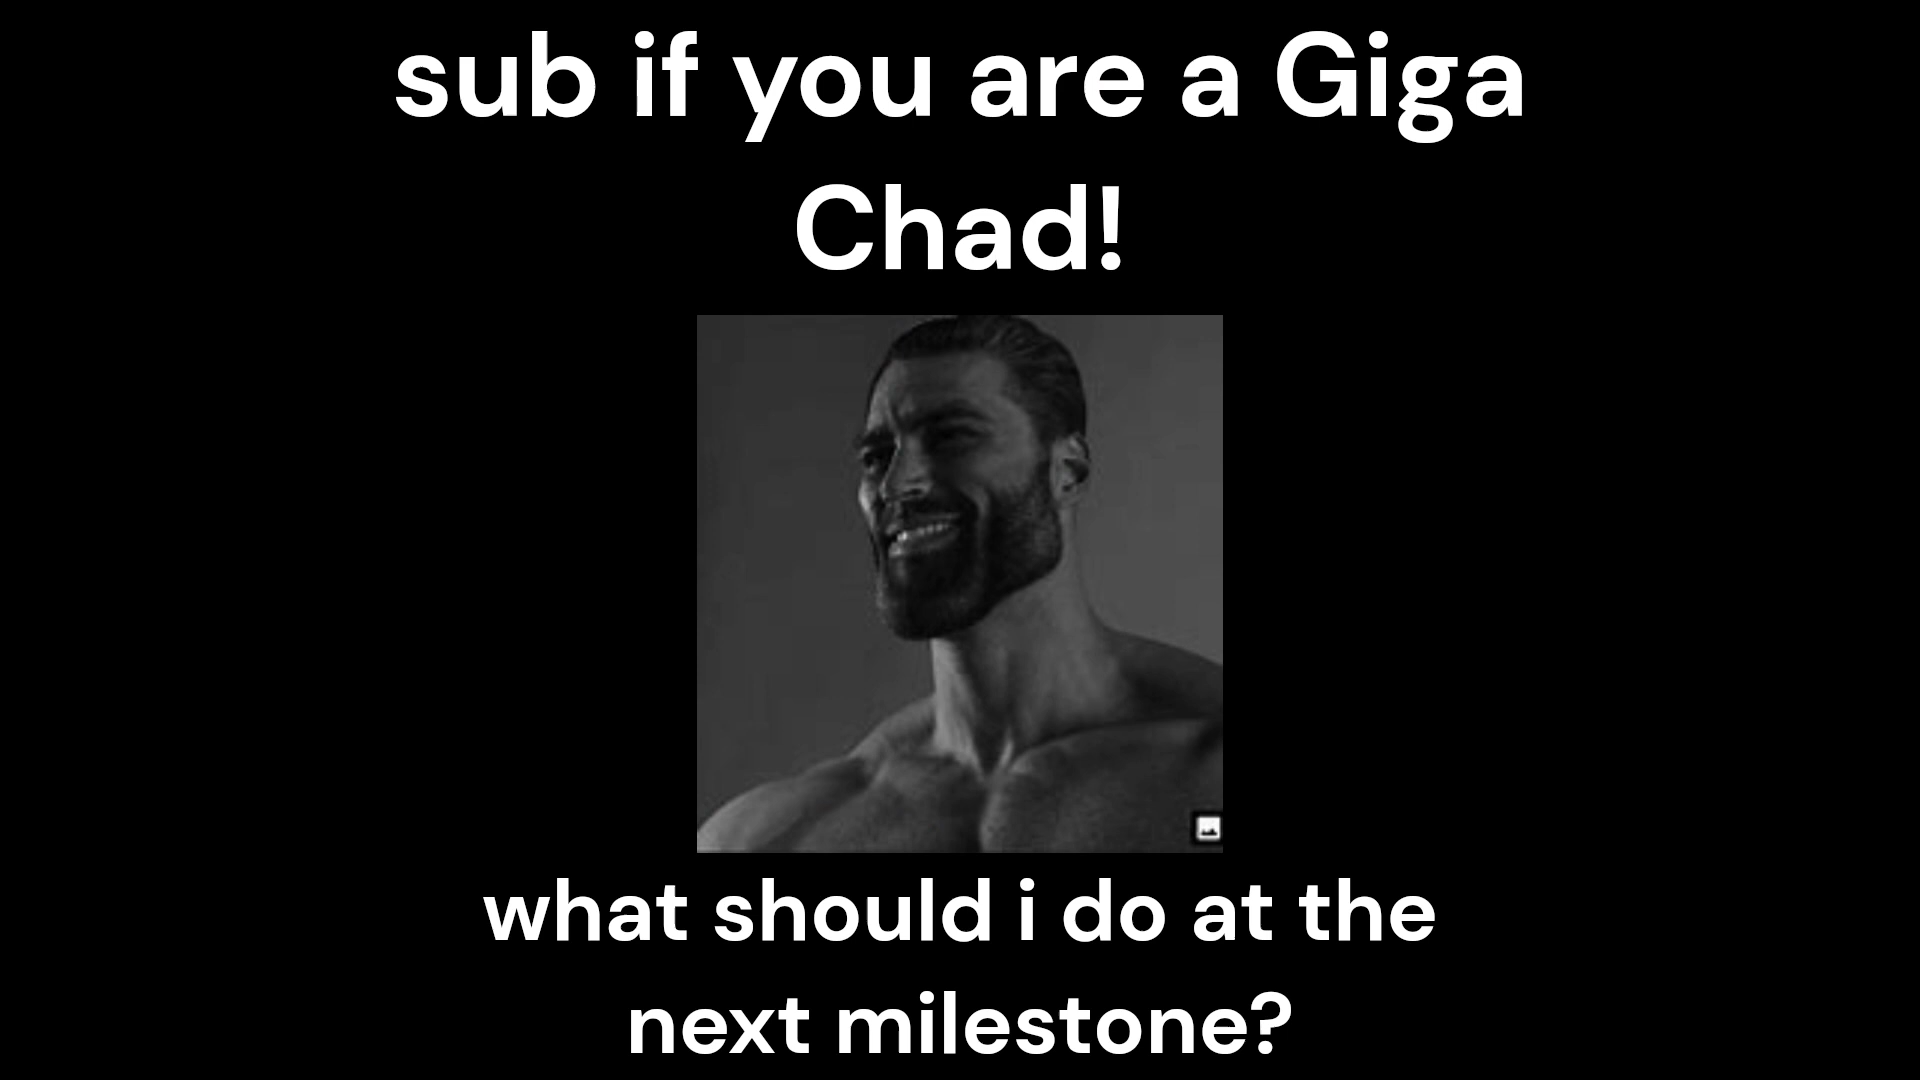 sub if you are a Giga
Chad!
what should i do at the
next milestone?